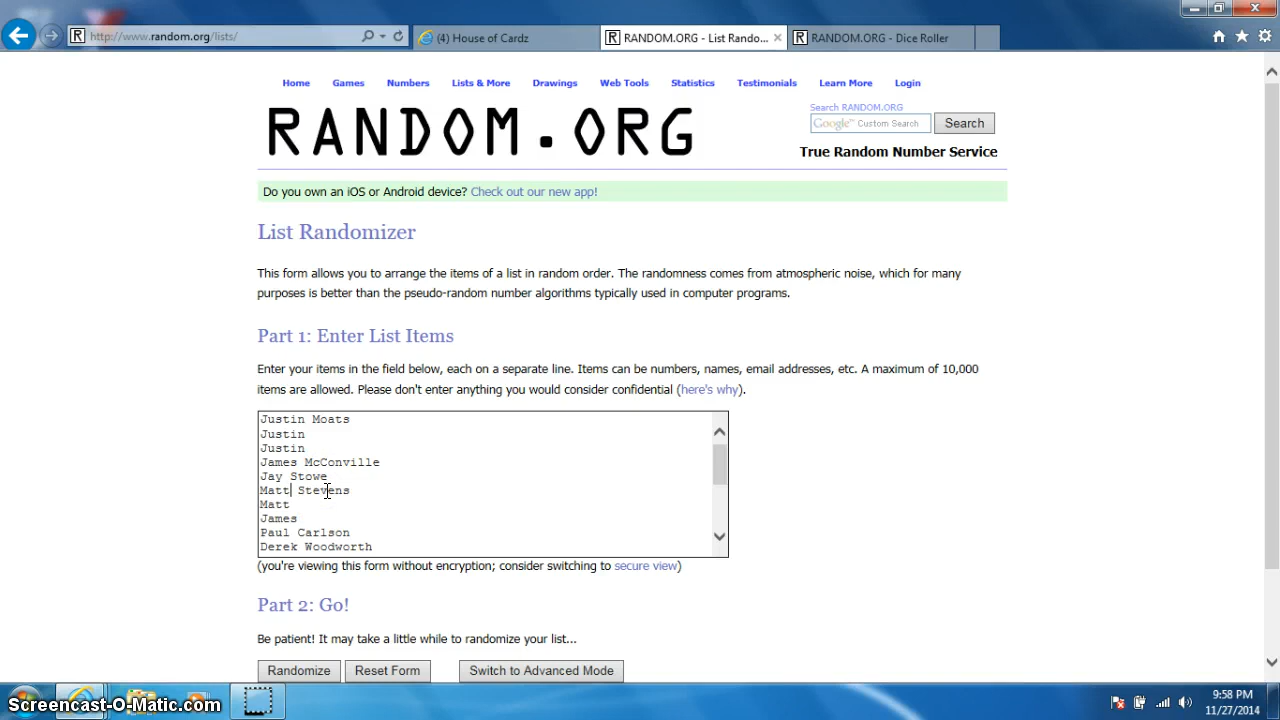 http://www.random.org/lists/
(4) House of Cardz
RANDOM.ORG - List Rando...
RANDOM.ORG - Dice Roller
Home Games Numbers Lists & More Drawings Web Tools Statistics Testimonials Learn More Login
RANDOM.ORG
Search RANDOM.ORG
Google™ Custom Search
Search
True Random Number Service
Do you own an iOS or Android device? Check out our new app!
List Randomizer
This form allows you to arrange the items of a list in random order. The randomness comes from atmospheric noise, which for many
purposes is better than the pseudo-random number algorithms typically used in computer programs.
Part 1: Enter List Items
Enter your items in the field below, each on a separate line. Items can be numbers, names, email addresses, etc. A maximum of 10,000
items are allowed. Please don't enter anything you would consider confidential (here's why).
Justin Moats
Justin
Justin
James McConville
Jay Stowe
Matt Stevens
Matt
James
Paul Carlson
Derek Woodworth
(you're viewing this form without encryption; consider switching to secure view)
Part 2: Go!
Be patient! It may take a little while to randomize your list...
Randomize Reset Form Switch to Advanced Mode
Screencast-O-Matic.com
9:58 PM
11/27/2014